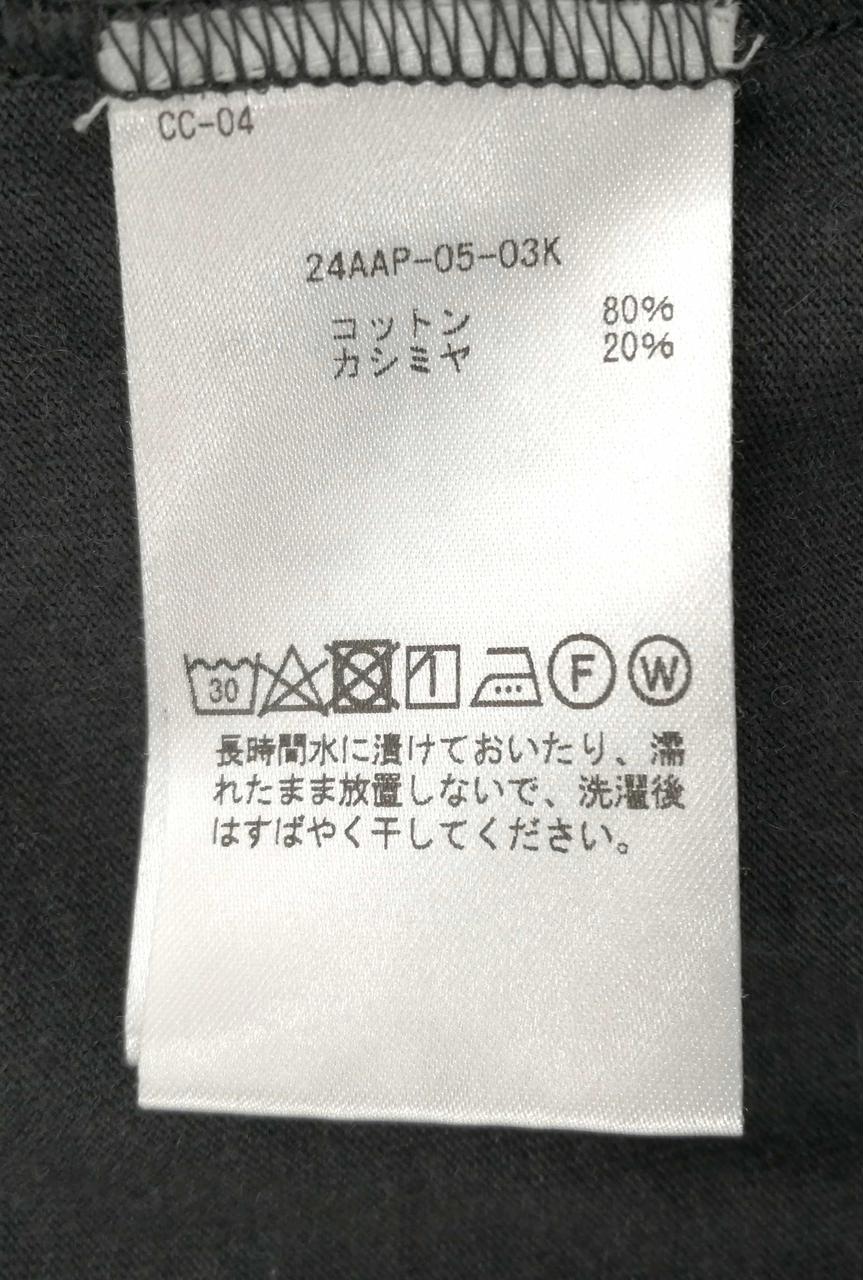 CC-04
24AAP-05-03K
コットン 80%
カシミヤ 20%
30 F W
長時間水に漬けておいたり、濡
れたまま放置しないで、洗濯後
はすばやく干してください。